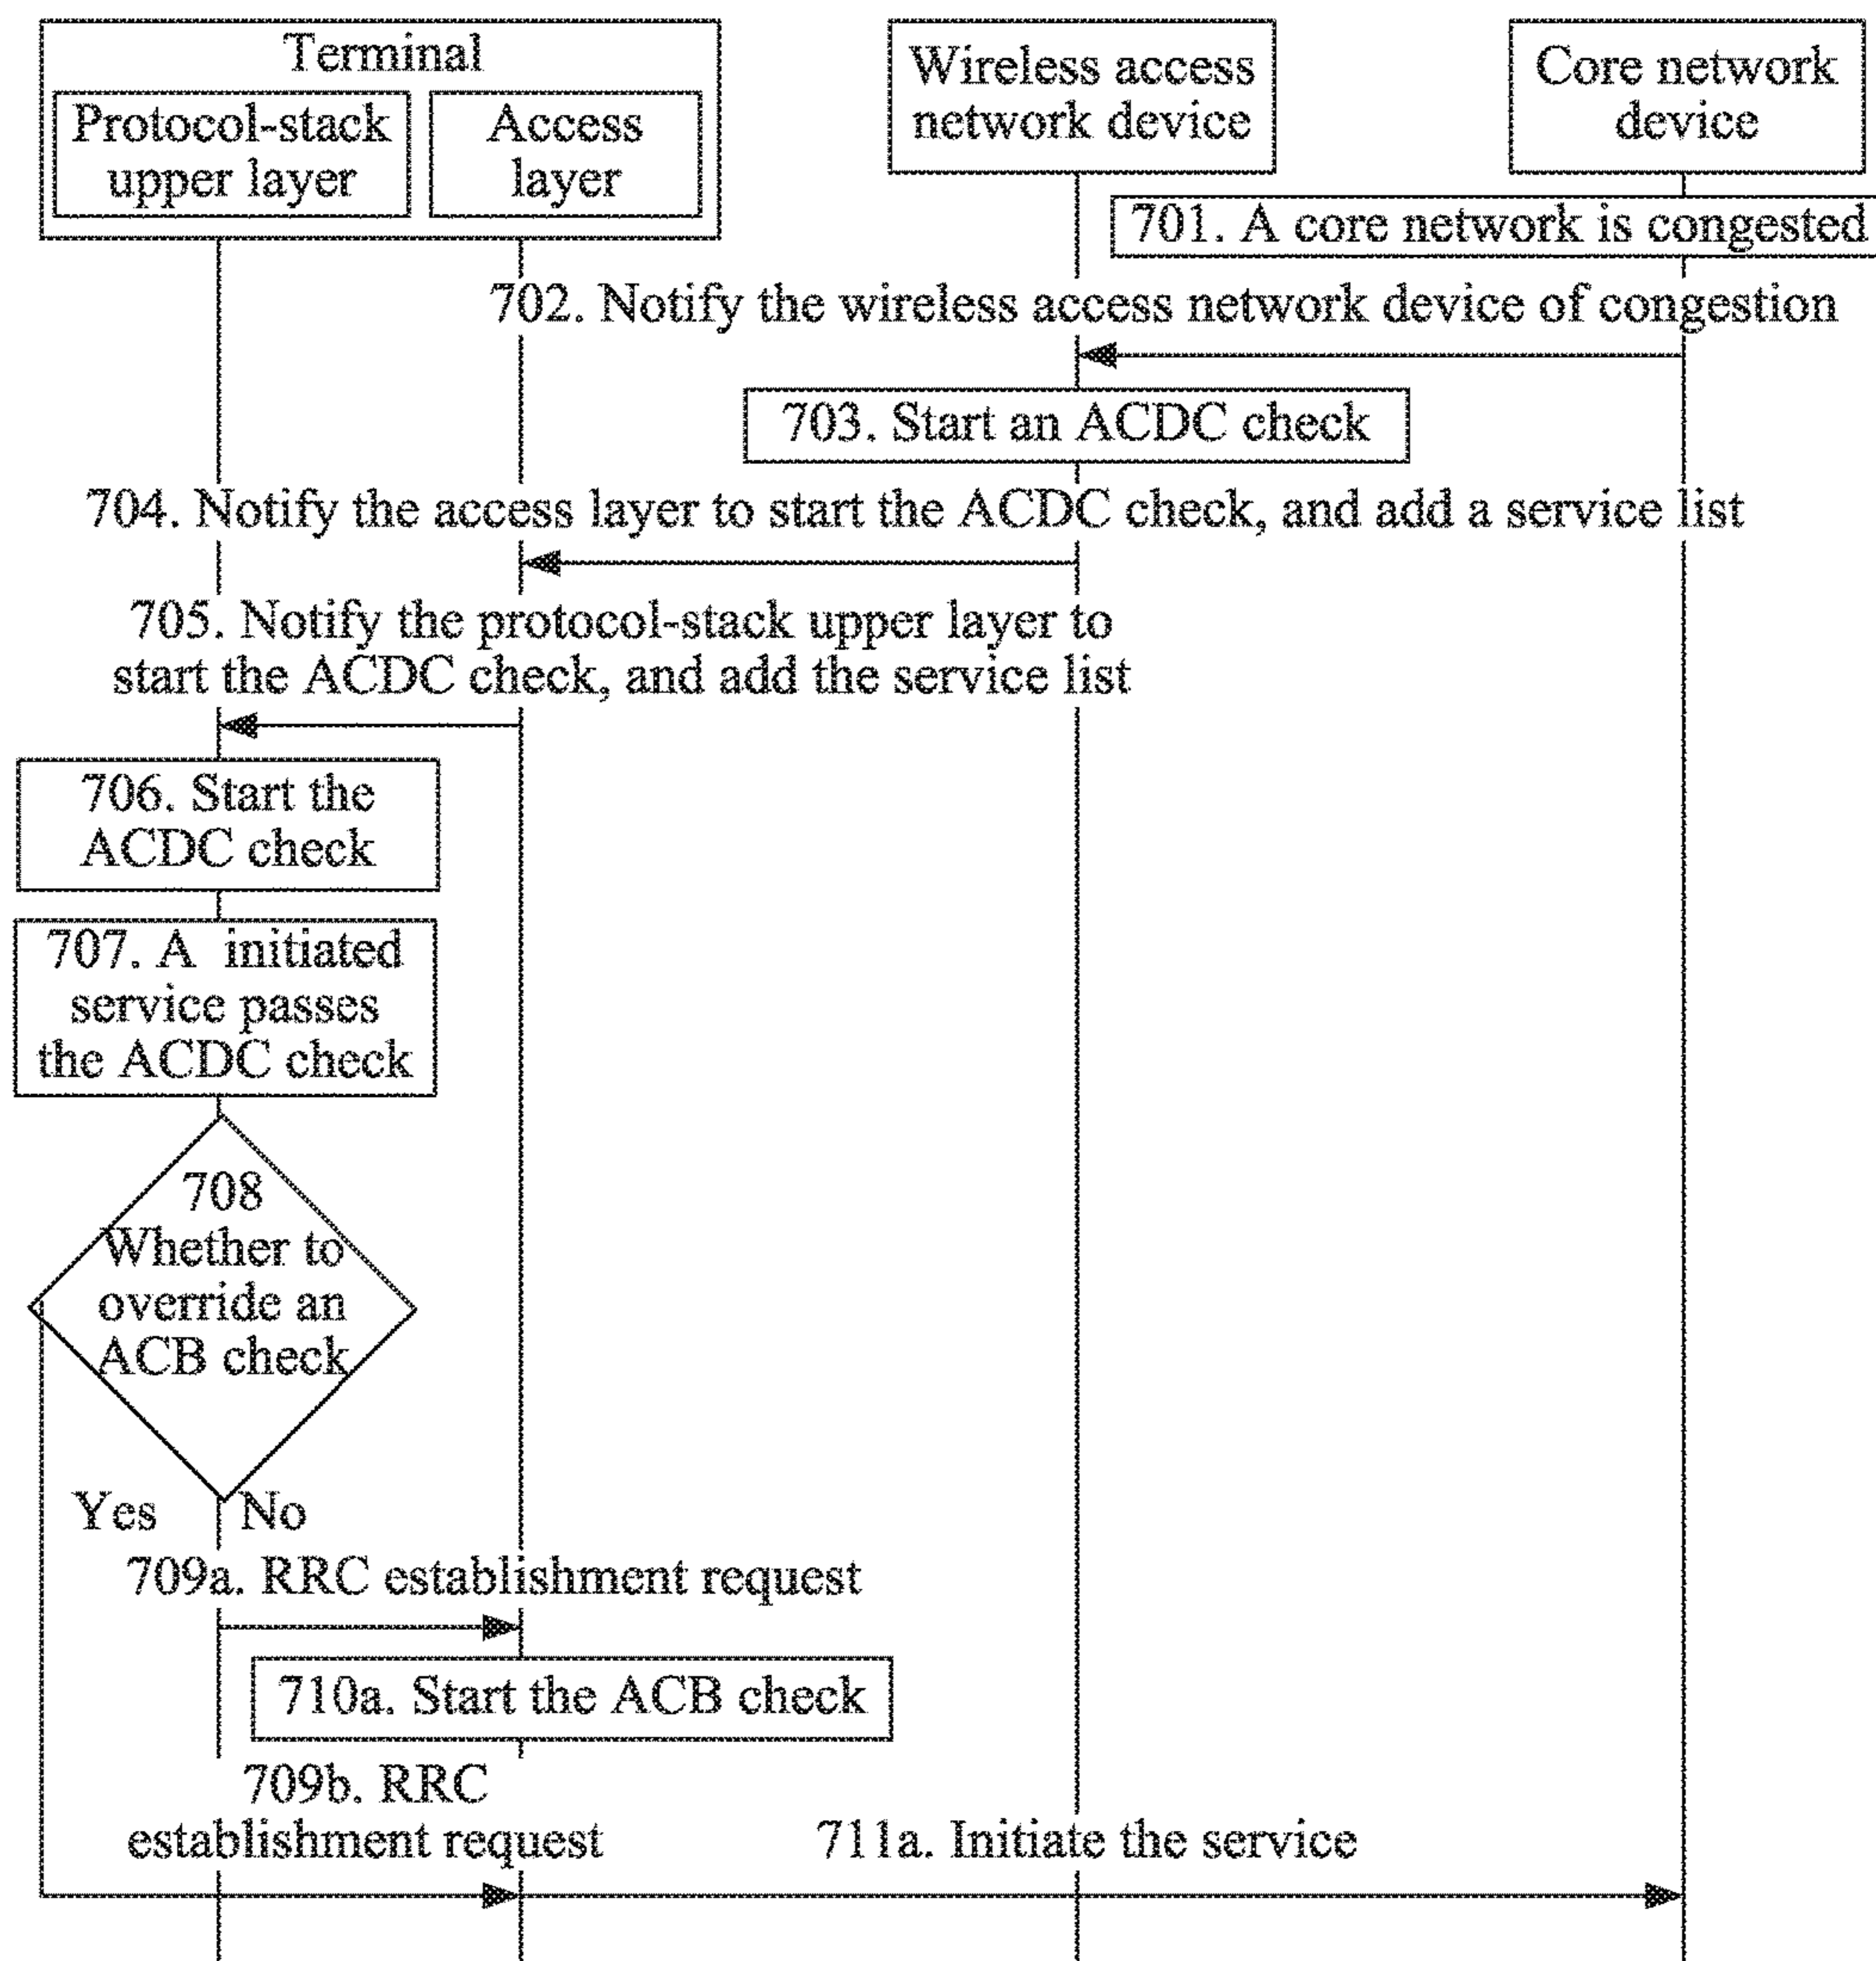 Terminal
Protocol-stack
upper layer
Access
layer
Wireless access
network device
Core network
device
701. A core network is congested
702. Notify the wireless access network device of congestion
703. Start an ACDC check
704. Notify the access layer to start the ACDC check, and add a service list
705. Notify the protocol-stack upper layer to
start the ACDC check, and add the service list
706. Start the
ACDC check
707. A initiated
service passes
the ACDC check
708
Whether to
override an
ACB check
Yes
No
709a. RRC establishment request
710a. Start the ACB check
709b. RRC
establishment request
711a. Initiate the service